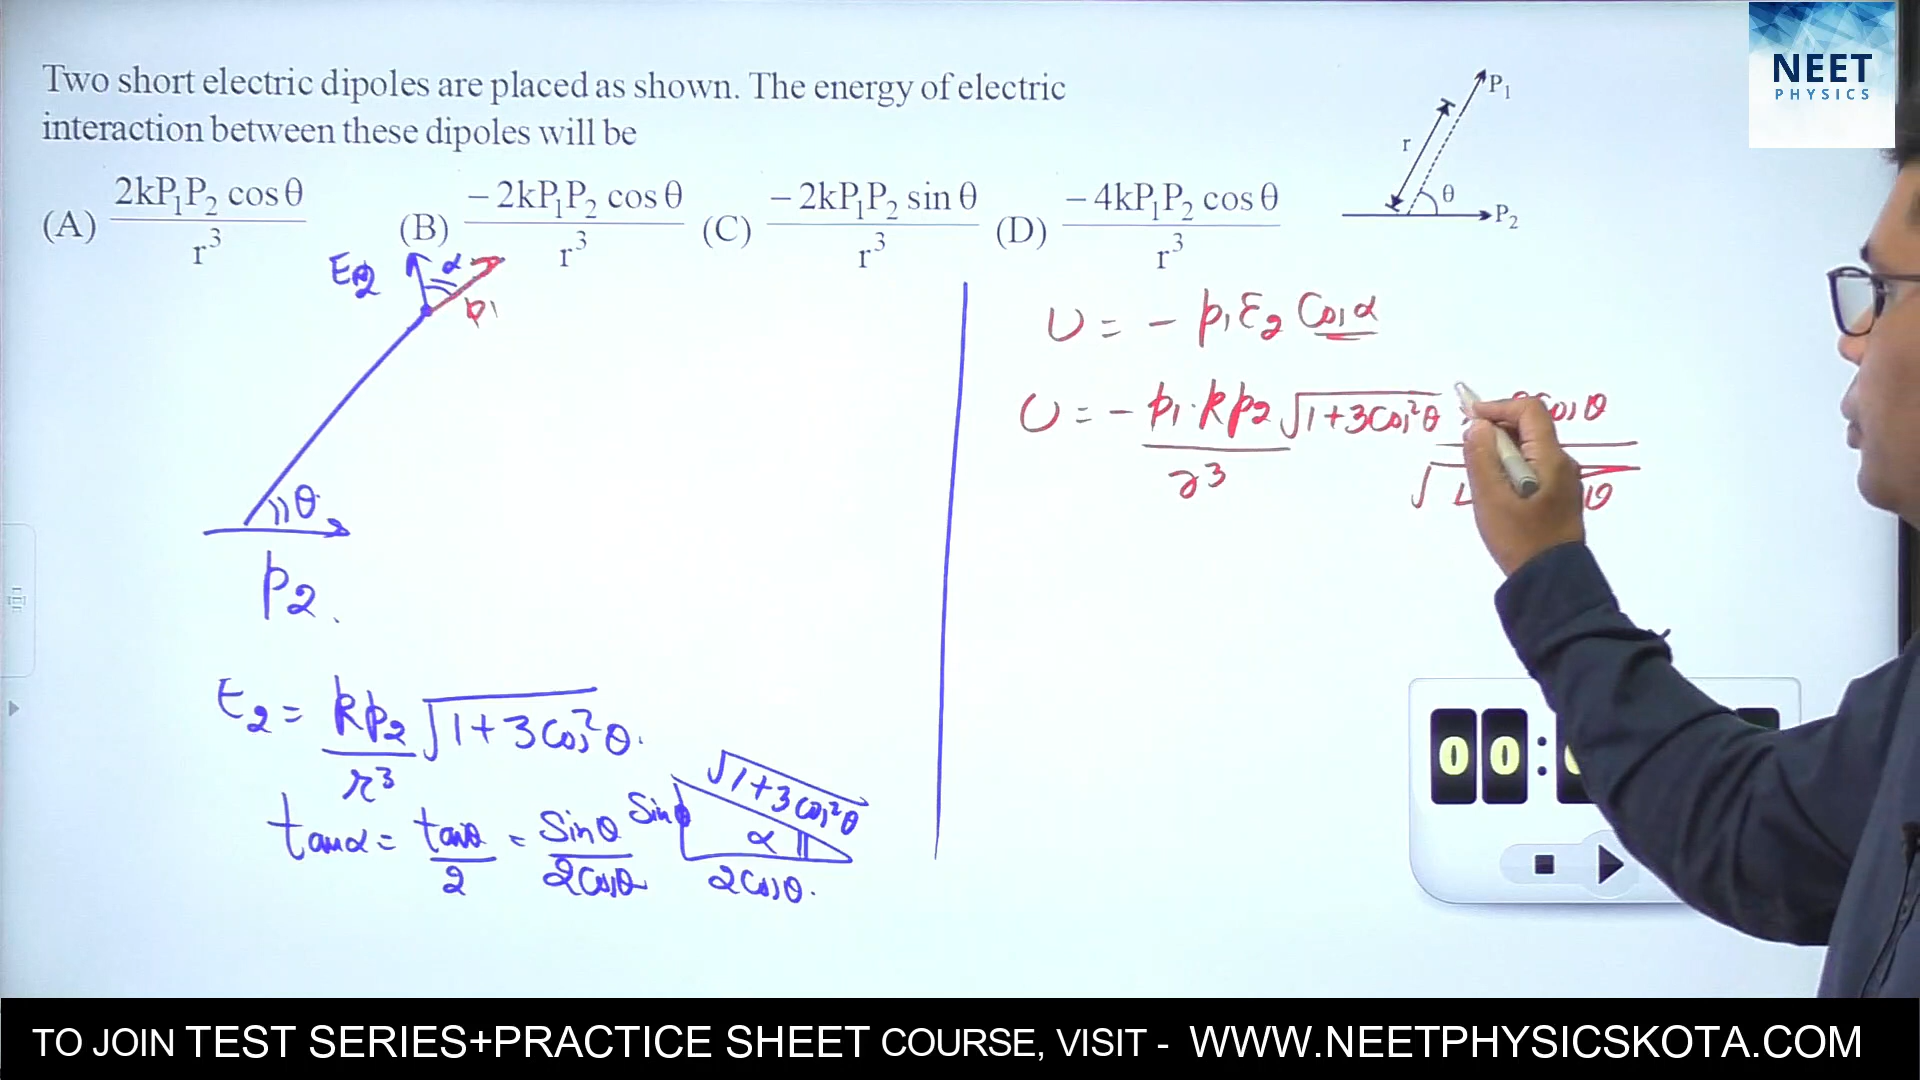 Two short electric dipoles are placed as shown. The energy of electric
interaction between these dipoles will be
(A) 2kP₁P₂ cos θ / r³ (B) −2kP₁P₂ cos θ / r³ (C) −2kP₁P₂ sin θ / r³ (D) −4kP₁P₂ cos θ / r³
P₁
r
θ
P₂
NEET
PHYSICS
E2 α
p1
θ
p2
E2 = kp2/r³ √1+3cos²θ
tanα = tanθ/2 = sinθ/2cosθ
sinθ √1+3cos²θ
α
2cosθ
U = − p1E2 cosα
U = − p1·kp2/r³ √1+3cos²θ cosθ
θ
00:
TO JOIN TEST SERIES+PRACTICE SHEET COURSE, VISIT - WWW.NEETPHYSICSKOTA.COM